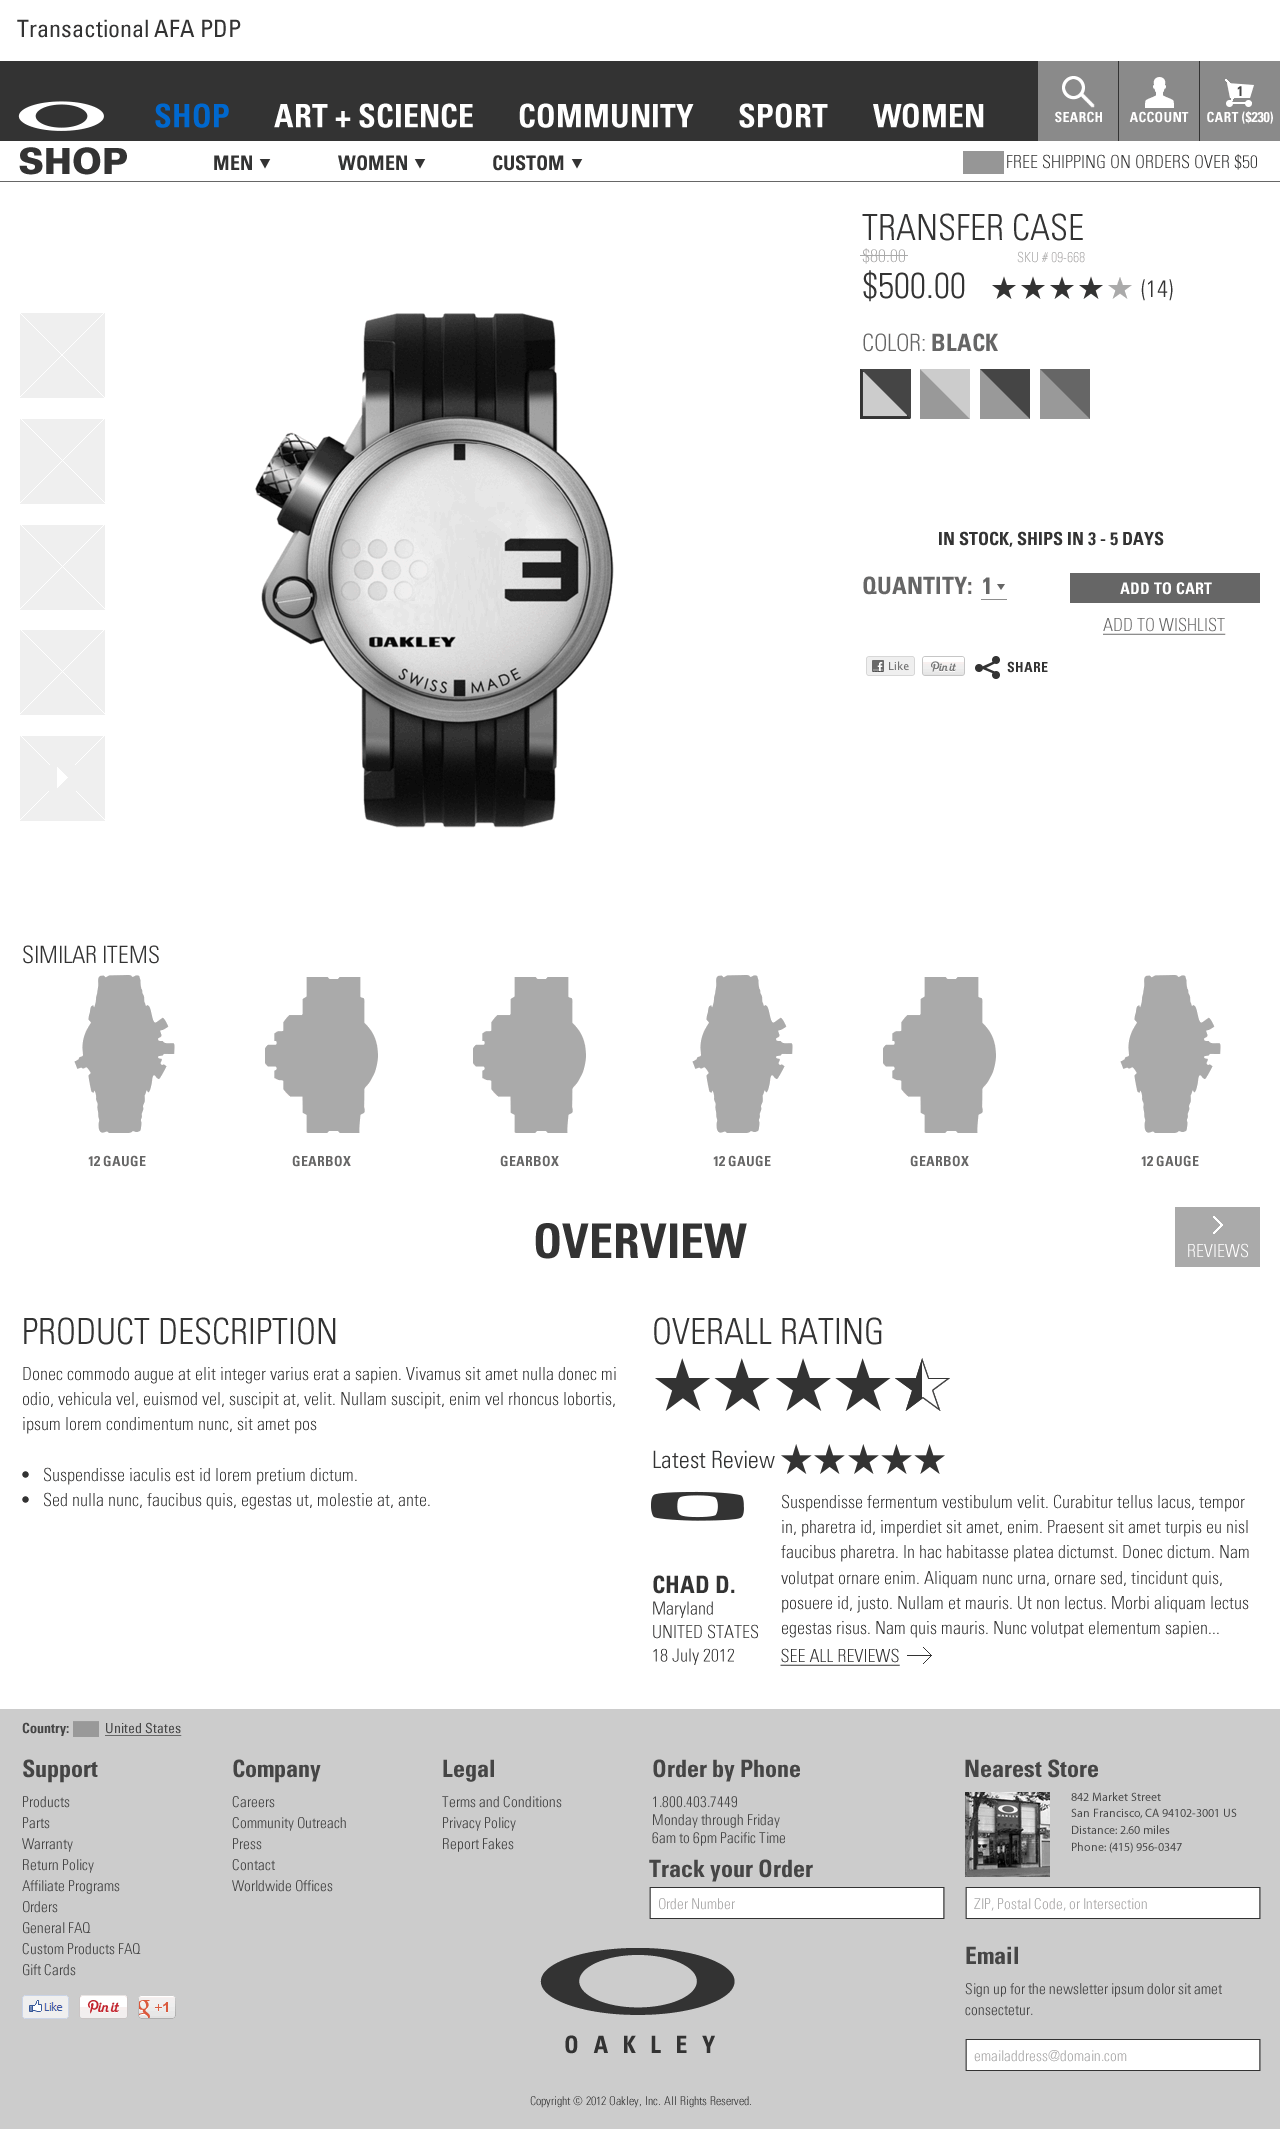 Transactional AFA PDP
SHOP ART + SCIENCE COMMUNITY SPORT WOMEN
SEARCH ACCOUNT 1 CART ($230)
SHOP MEN WOMEN CUSTOM FREE SHIPPING ON ORDERS OVER $50
TRANSFER CASE
$80.00 SKU # 09-668
$500.00 (14)
COLOR: BLACK
3
OAKLEY
SWISS MADE
IN STOCK, SHIPS IN 3 - 5 DAYS
QUANTITY: 1 ADD TO CART
ADD TO WISHLIST
Like Pin it SHARE
SIMILAR ITEMS
12 GAUGE GEARBOX GEARBOX 12 GAUGE GEARBOX 12 GAUGE
OVERVIEW
REVIEWS
PRODUCT DESCRIPTION
Donec commodo augue at elit integer varius erat a sapien. Vivamus sit amet nulla donec mi
odio, vehicula vel, euismod vel, suscipit at, velit. Nullam suscipit, enim vel rhoncus lobortis,
ipsum lorem condimentum nunc, sit amet pos
• Suspendisse iaculis est id lorem pretium dictum.
• Sed nulla nunc, faucibus quis, egestas ut, molestie at, ante.
OVERALL RATING
Latest Review
Suspendisse fermentum vestibulum velit. Curabitur tellus lacus, tempor
in, pharetra id, imperdiet sit amet, enim. Praesent sit amet turpis eu nisl
faucibus pharetra. In hac habitasse platea dictumst. Donec dictum. Nam
volutpat ornare enim. Aliquam nunc urna, ornare sed, tincidunt quis,
posuere id, justo. Nullam et mauris. Ut non lectus. Morbi aliquam lectus
egestas risus. Nam quis mauris. Nunc volutpat elementum sapien...
SEE ALL REVIEWS
CHAD D.
Maryland
UNITED STATES
18 July 2012
Country: United States
Support
Products
Parts
Warranty
Return Policy
Affiliate Programs
Orders
General FAQ
Custom Products FAQ
Gift Cards
Like Pin it g +1
Company
Careers
Community Outreach
Press
Contact
Worldwide Offices
Legal
Terms and Conditions
Privacy Policy
Report Fakes
Order by Phone
1.800.403.7449
Monday through Friday
6am to 6pm Pacific Time
Track your Order
Order Number
Nearest Store
842 Market Street
San Francisco, CA 94102-3001 US
Distance: 2.60 miles
Phone: (415) 956-0347
ZIP, Postal Code, or Intersection
Email
Sign up for the newsletter ipsum dolor sit amet
consectetur.
emailaddress@domain.com
OAKLEY
Copyright © 2012 Oakley, Inc. All Rights Reserved.